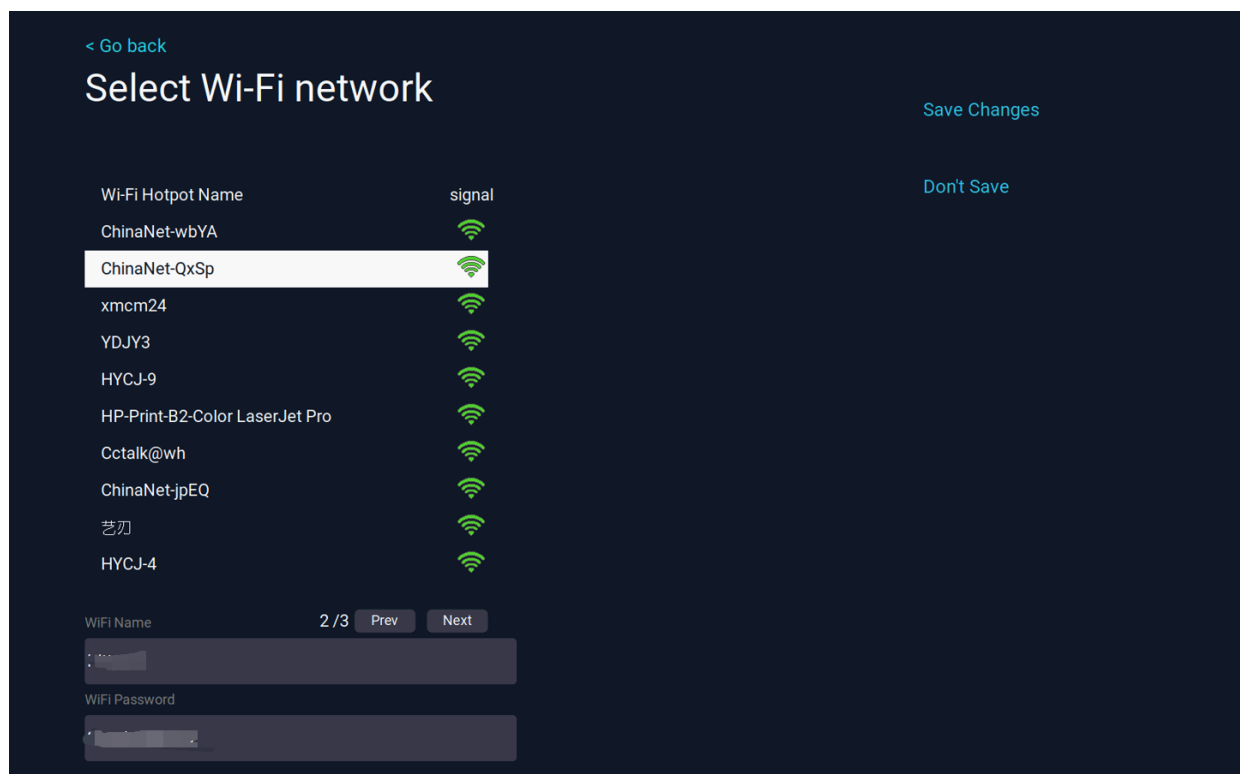 < Go back
Select Wi-Fi network
Save Changes
Don't Save
Wi-Fi Hotpot Name signal
ChinaNet-wbYA
ChinaNet-QxSp
xmcm24
YDJY3
HYCJ-9
HP-Print-B2-Color LaserJet Pro
Cctalk@wh
ChinaNet-jpEQ
艺刃
HYCJ-4
WiFi Name 2 /3 Prev Next
WiFi Password